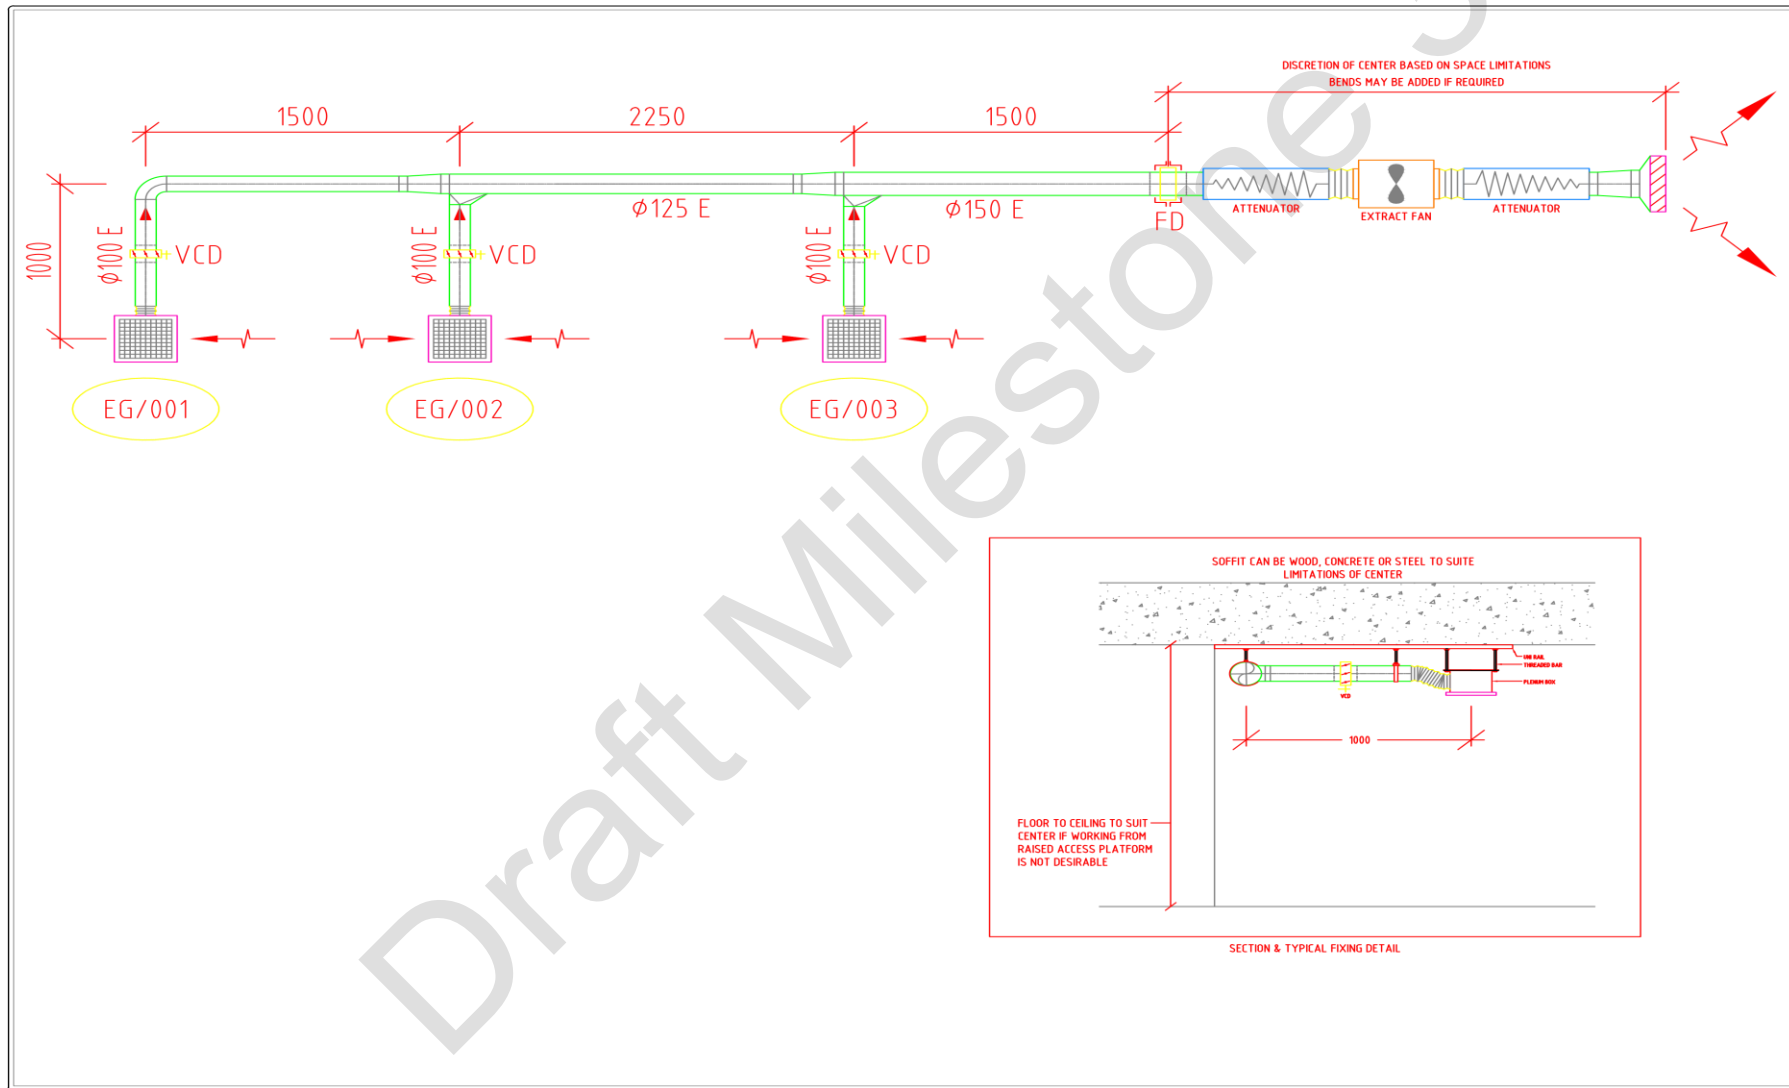 DISCRETION OF CENTER BASED ON SPACE LIMITATIONS
BENDS MAY BE ADDED IF REQUIRED
1500
2250
1500
1000
ϕ100 E
VCD
ϕ100 E
VCD
ϕ125 E
ϕ100 E
VCD
ϕ150 E
FD
ATTENUATOR
EXTRACT FAN
ATTENUATOR
EG/001
EG/002
EG/003
SOFFIT CAN BE WOOD, CONCRETE OR STEEL TO SUITE
LIMITATIONS OF CENTER
UNI RAIL
THREADED BAR
PLENUM BOX
VCD
1000
FLOOR TO CEILING TO SUIT
CENTER IF WORKING FROM
RAISED ACCESS PLATFORM
IS NOT DESIRABLE
SECTION & TYPICAL FIXING DETAIL
Draft Milestone